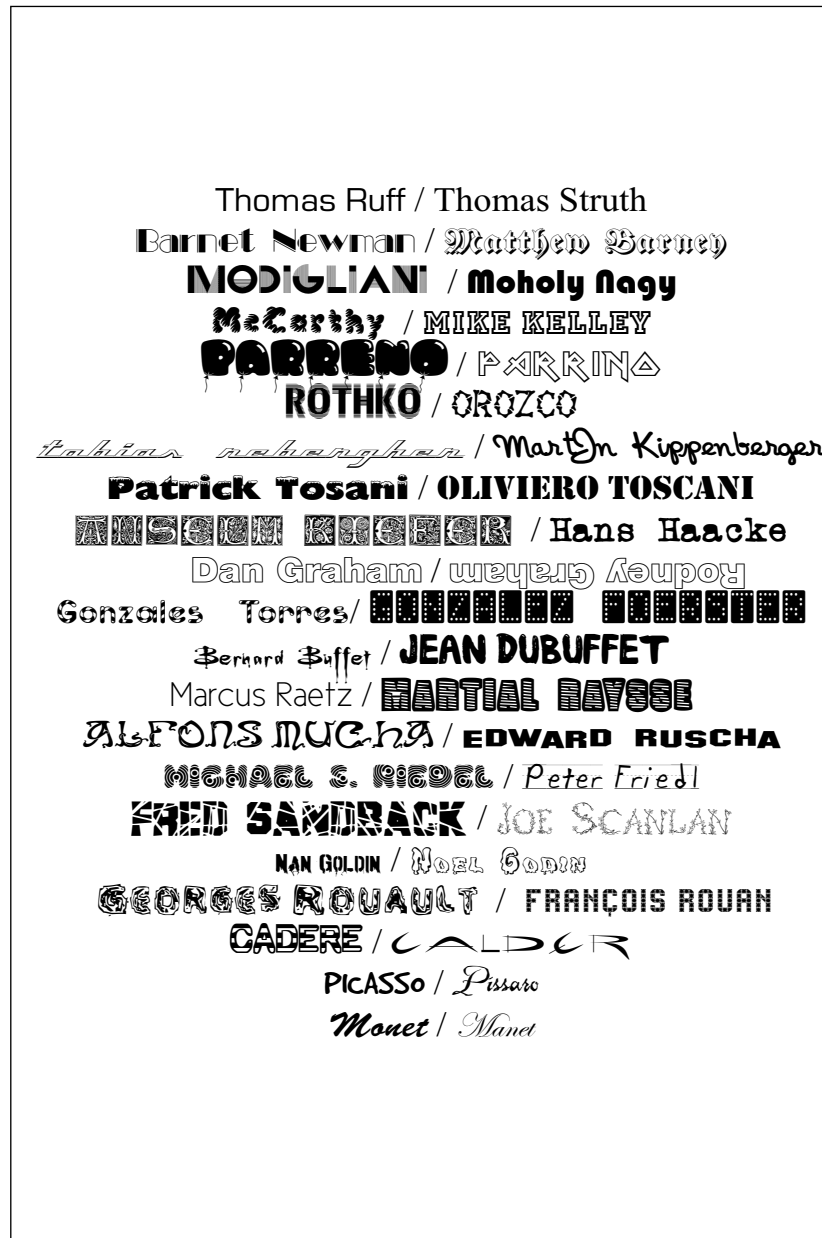 Thomas Ruff / Thomas Struth
Barnet Newman / Matthew Barney
MODiGLiANi / Moholy Nagy
McCarthy / MIKE KELLEY
PARRENO / PARRINO
ROTHKO / OROZCO
tobias rebergher / MartIn Kippenberger
Patrick Tosani / OLIVIERO TOSCANI
ANSELM KIEFER / Hans Haacke
Dan Graham / Rodney Graham
Gonzales Torres/ GONZALEZ FOERSTER
Bernard Buffet / JEAN DUBUFFET
Marcus Raetz / MARTIAL RAYSSE
ALFONS MUCHA / EDWARD RUSCHA
MiCHAEL S. RiEDEL / Peter Friedl
FRED SANDBACK / JOE SCANLAN
NAN GOLDIN / NOEL GODIN
GEORGES ROUAULT / FRANÇOIS ROUAN
CADERE / CALDER
PICASSO / Pissaro
Monet / Manet